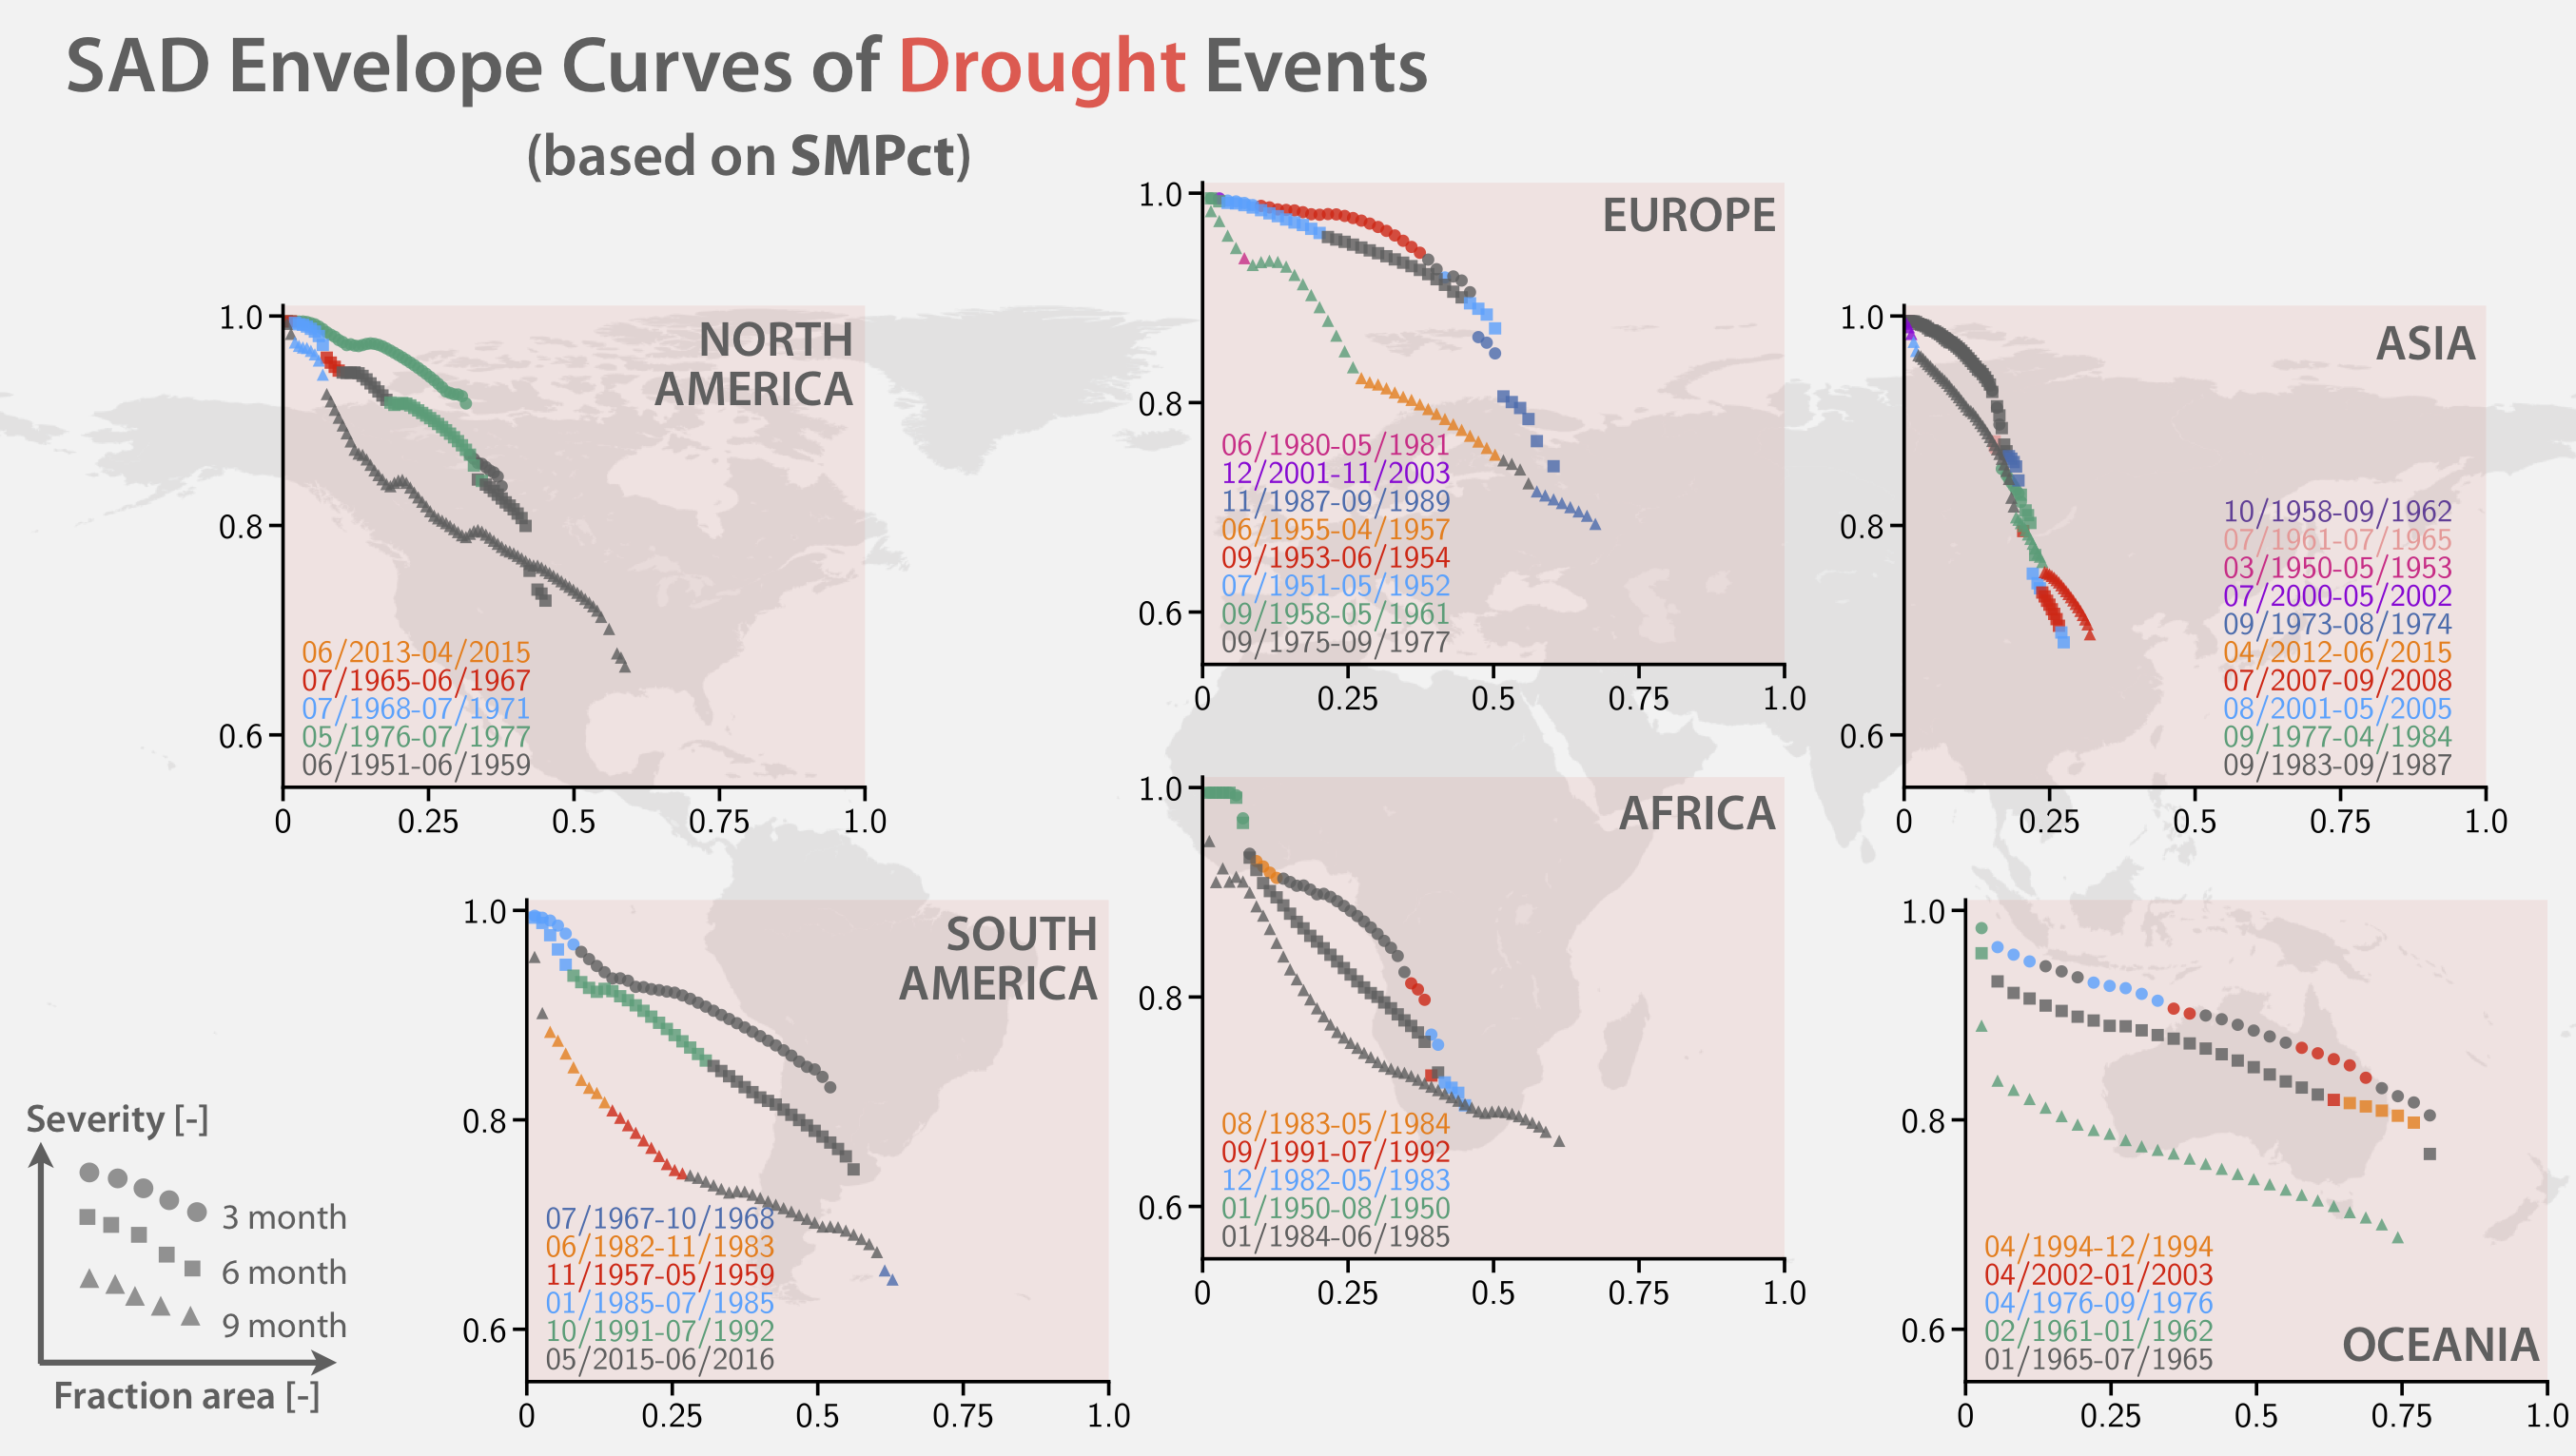 SAD Envelope Curves of Drought Events
(based on SMPct)
NORTH
AMERICA
1.0
0.8
0.6
06/2013-04/2015
07/1965-06/1967
07/1968-07/1971
05/1976-07/1977
06/1951-06/1959
0 0.25 0.5 0.75 1.0
EUROPE
1.0
0.8
0.6
06/1980-05/1981
12/2001-11/2003
11/1987-09/1989
06/1955-04/1957
09/1953-06/1954
07/1951-05/1952
09/1958-05/1961
09/1975-09/1977
0 0.25 0.5 0.75 1.0
ASIA
1.0
0.8
0.6
10/1958-09/1962
07/1961-07/1965
03/1950-05/1953
07/2000-05/2002
09/1973-08/1974
04/2012-06/2015
07/2007-09/2008
08/2001-05/2005
09/1977-04/1984
09/1983-09/1987
0 0.25 0.5 0.75 1.0
Severity [-]
3 month
6 month
9 month
Fraction area [-]
SOUTH
AMERICA
1.0
0.8
0.6
07/1967-10/1968
06/1982-11/1983
11/1957-05/1959
01/1985-07/1985
10/1991-07/1992
05/2015-06/2016
0 0.25 0.5 0.75 1.0
AFRICA
1.0
0.8
0.6
08/1983-05/1984
09/1991-07/1992
12/1982-05/1983
01/1950-08/1950
01/1984-06/1985
0 0.25 0.5 0.75 1.0
1.0
0.8
0.6
04/1994-12/1994
04/2002-01/2003
04/1976-09/1976
02/1961-01/1962
01/1965-07/1965
OCEANIA
0 0.25 0.5 0.75 1.0